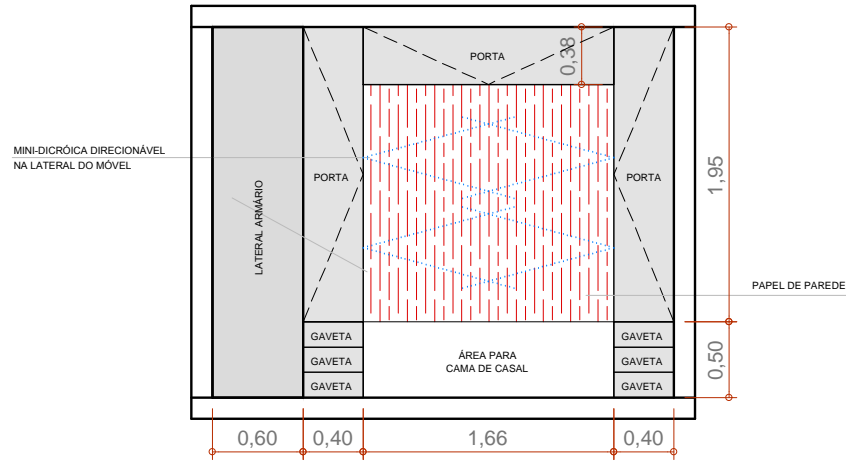 PORTA
0,38
MINI-DICRÓICA DIRECIONÁVEL
NA LATERAL DO MÓVEL
LATERAL ARMÁRIO
PORTA
PORTA
1,95
PAPEL DE PAREDE
GAVETA
GAVETA
GAVETA
ÁREA PARA
CAMA DE CASAL
GAVETA
GAVETA
GAVETA
0,50
0,60
0,40
1,66
0,40